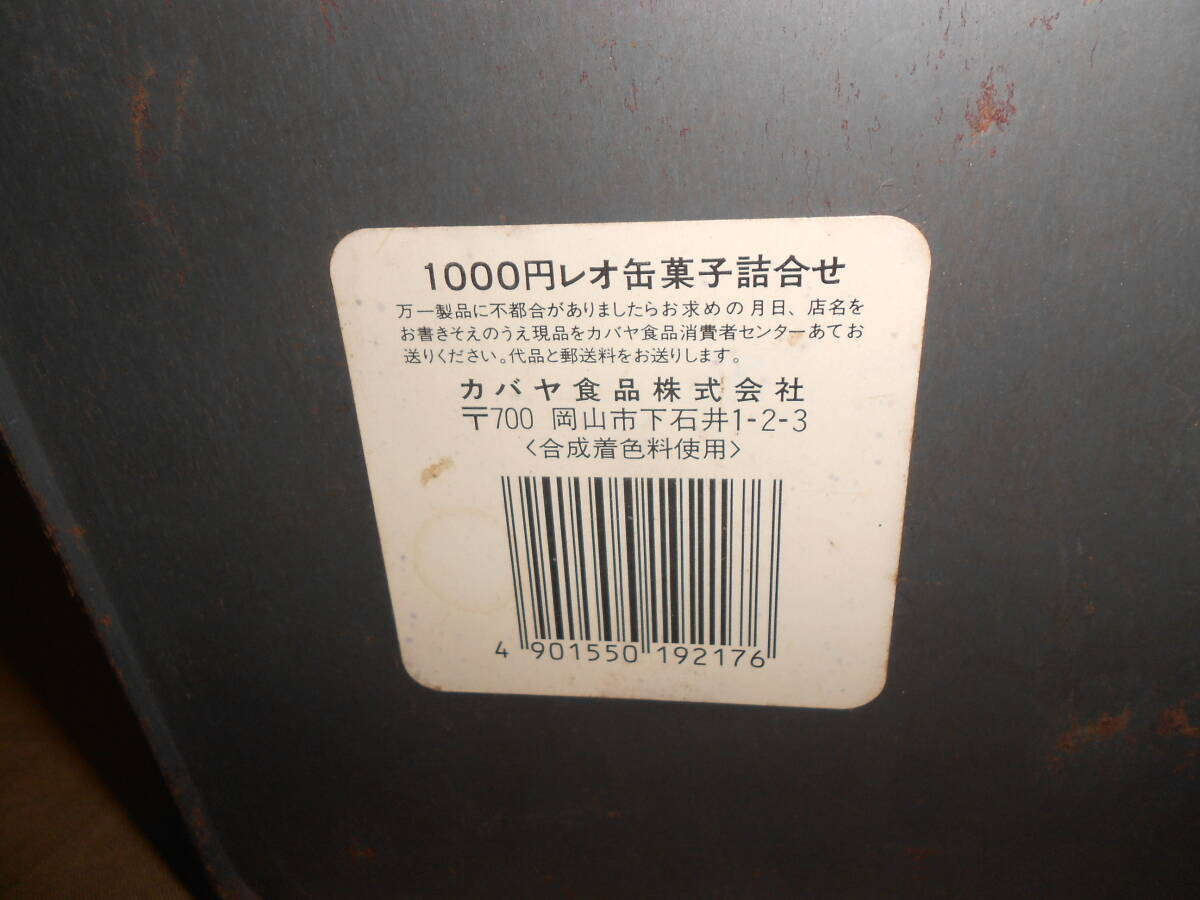 1000円レオ缶菓子詰合せ
万一製品に不都合がありましたらお求めの月日、店名を
お書きそえのうえ現品をカバヤ食品消費者センターあてお
送りください。代品と郵送料をお送りします。
カバヤ食品株式会社
〒700 岡山市下石井1-2-3
〈合成着色料使用〉
4 901550 192176